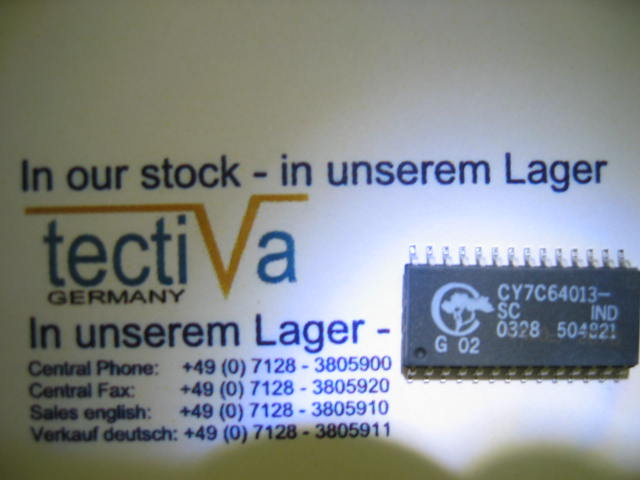 In our stock - in unserem Lager
tectiVa
GERMANY
In unserem Lager -
Central Phone: +49 (0) 7128 - 3805900
Central Fax: +49 (0) 7128 - 3805920
Sales english: +49 (0) 7128 - 3805910
Verkauf deutsch: +49 (0) 7128 - 3805911
CY7C64013-
SC IND
0328 504821
G 02